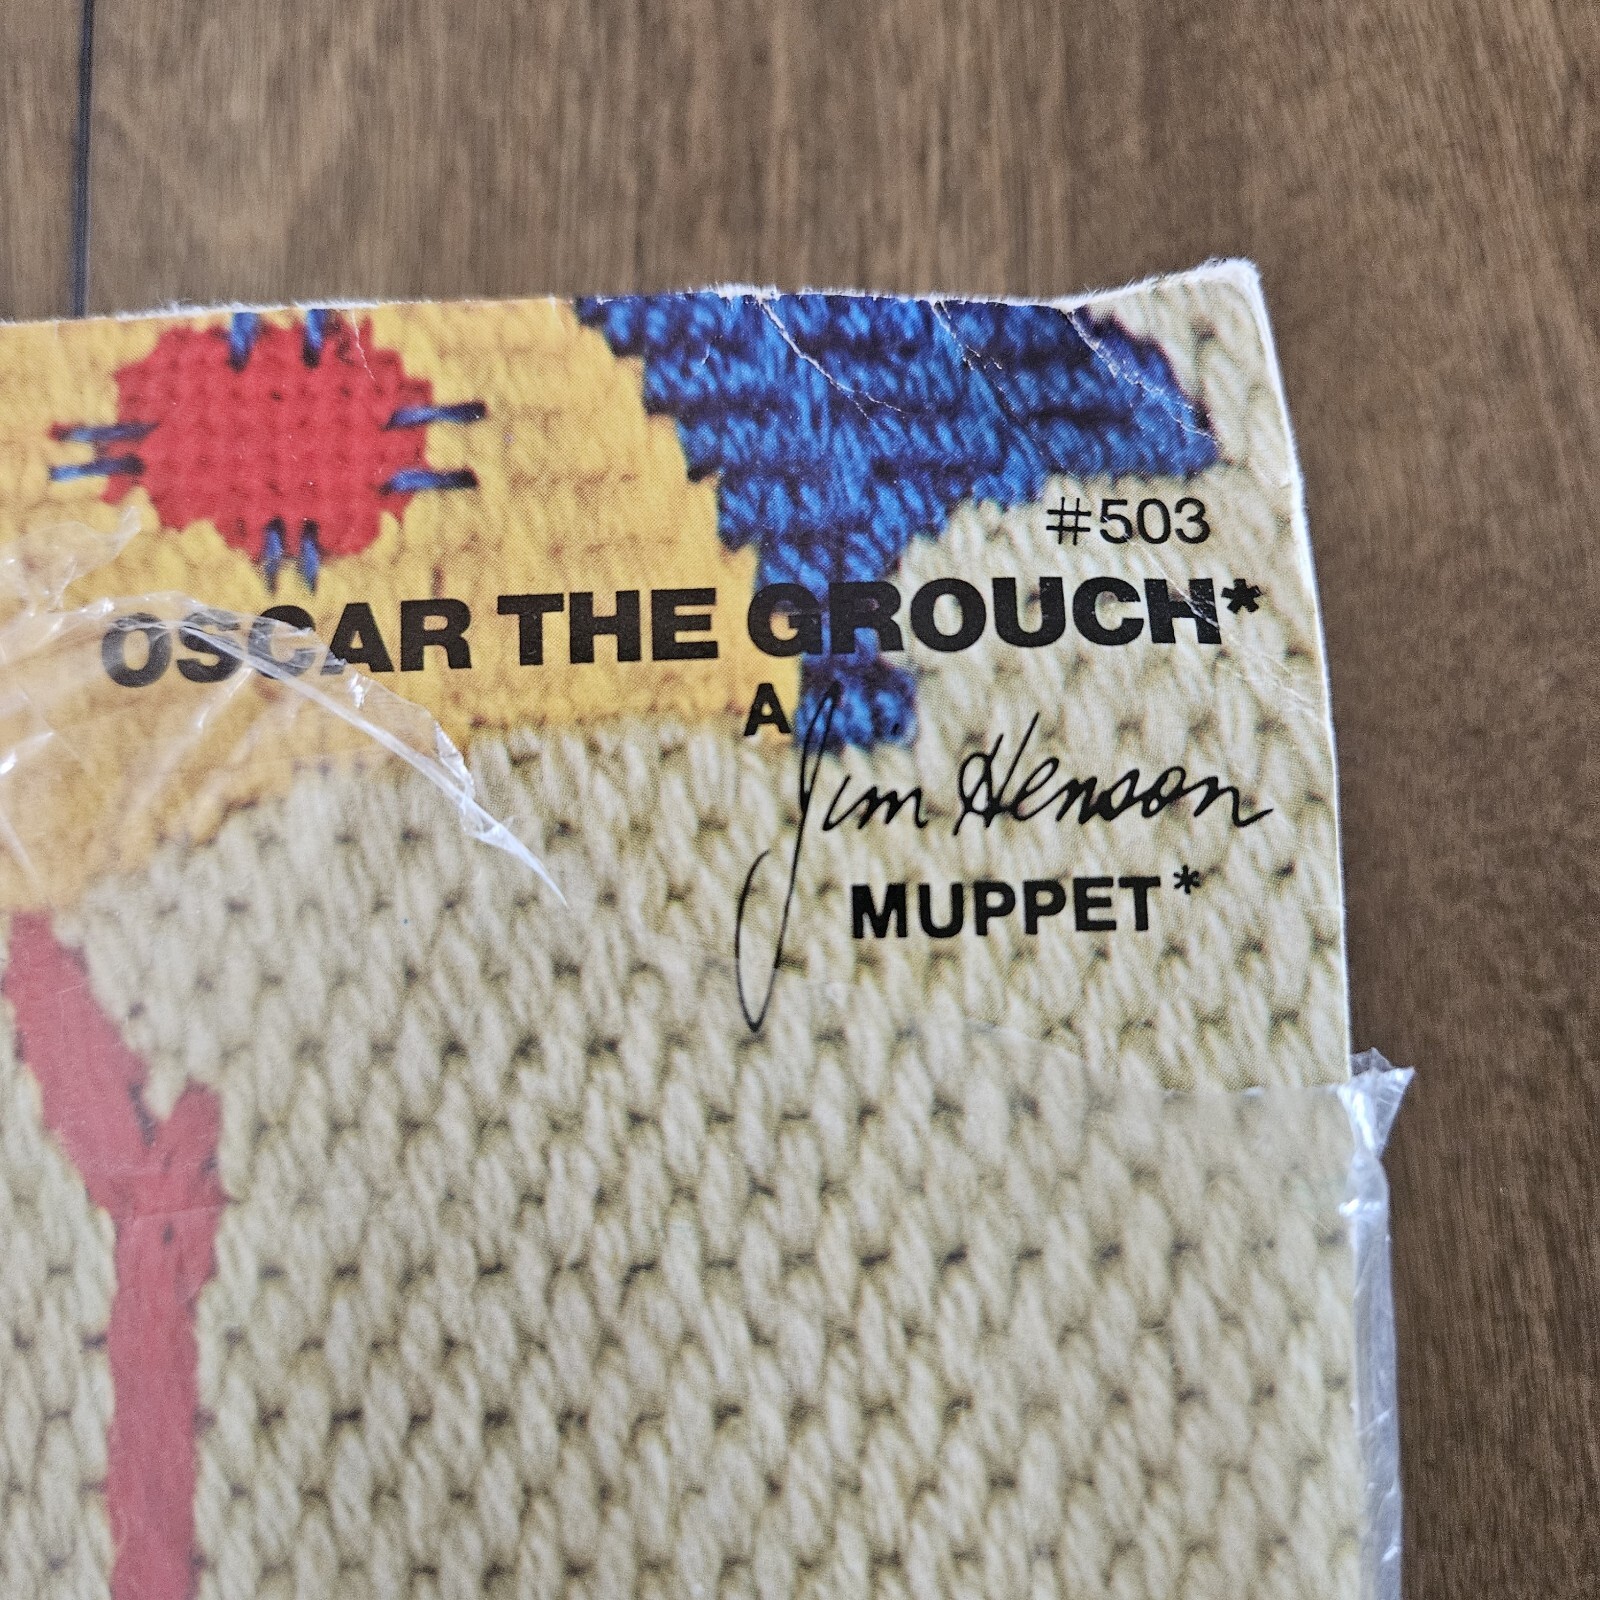 #503
OSCAR THE GROUCH*
A
Jim Henson
MUPPET*